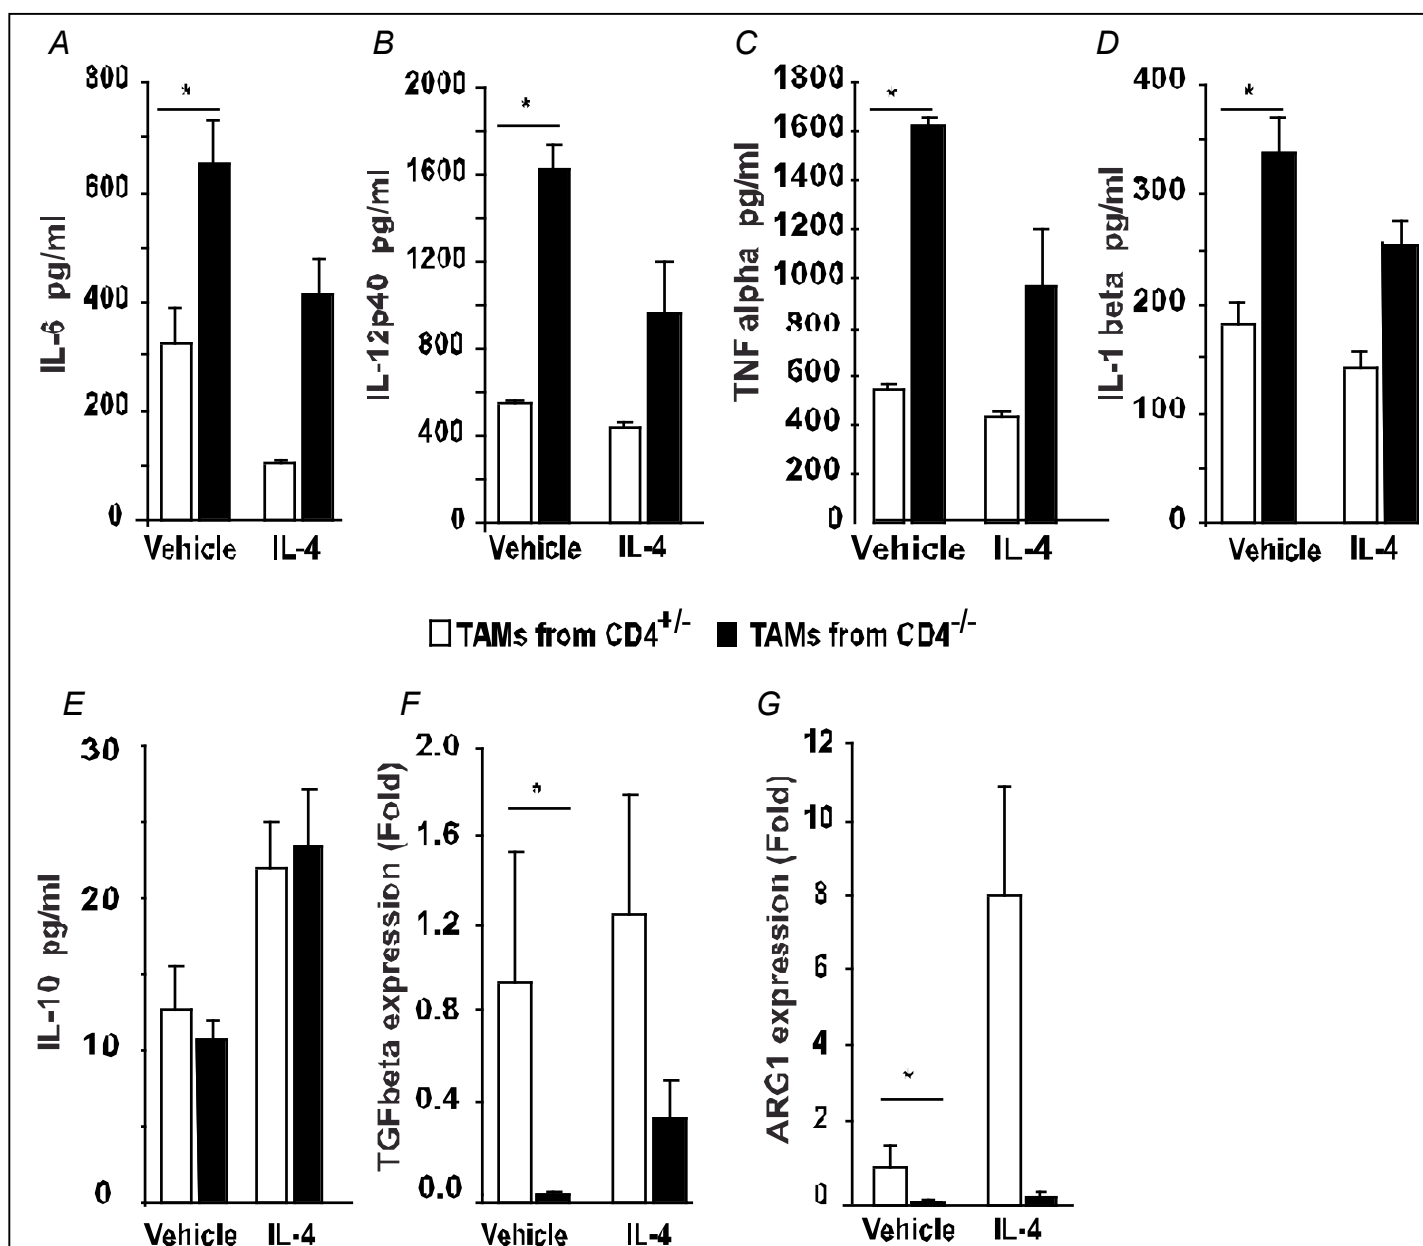 A
B
C
D
800
600
400
200
0
IL-6 pg/ml
*
Vehicle IL-4
2000
1600
1200
800
400
0
IL-12p40 pg/ml
*
Vehicle IL-4
1800
1600
1400
1200
1000
800
600
400
200
0
TNF alpha pg/ml
*
Vehicle IL-4
400
300
200
100
0
IL-1 beta pg/ml
*
Vehicle IL-4
TAMs from CD4+/- TAMs from CD4-/-
E
F
G
30
20
10
0
IL-10 pg/ml
Vehicle IL-4
2.0
1.6
1.2
0.8
0.4
0.0
TGFbeta expression (Fold)
*
Vehicle IL-4
12
10
8
6
4
2
0
ARG1 expression (Fold)
*
Vehicle IL-4